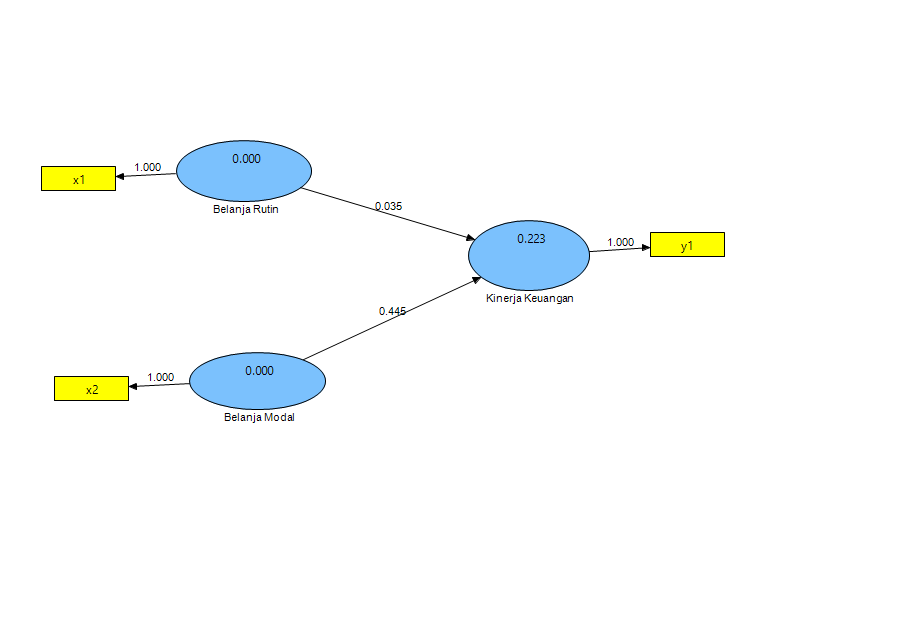 0.000
1.000
x1
Belanja Rutin
0.035
0.223
1.000
y1
Kinerja Keuangan
0.445
0.000
1.000
x2
Belanja Modal